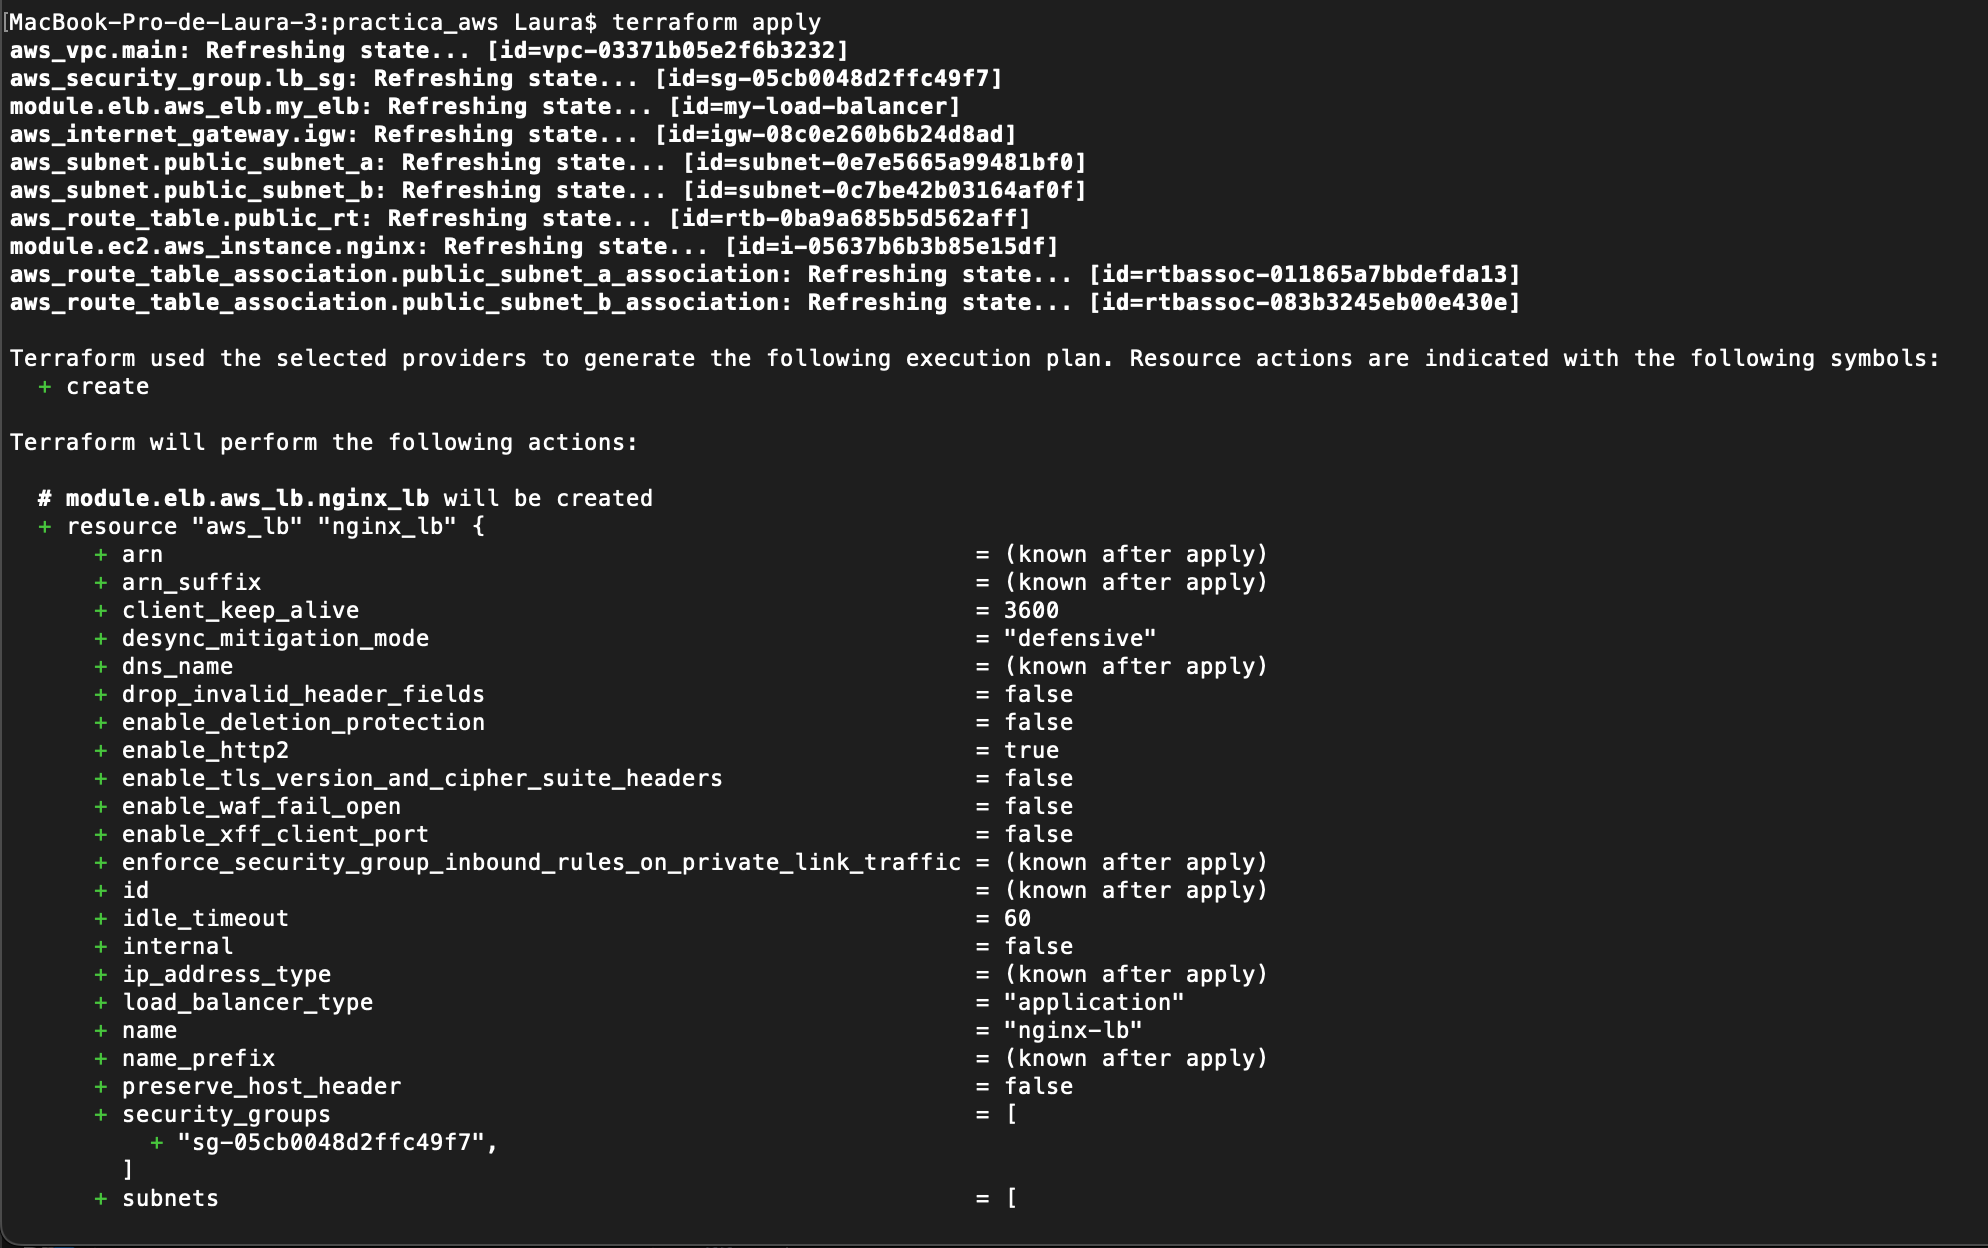 [MacBook-Pro-de-Laura-3:practica_aws Laura$ terraform apply
aws_vpc.main: Refreshing state... [id=vpc-03371b05e2f6b3232]
aws_security_group.lb_sg: Refreshing state... [id=sg-05cb0048d2ffc49f7]
module.elb.aws_elb.my_elb: Refreshing state... [id=my-load-balancer]
aws_internet_gateway.igw: Refreshing state... [id=igw-08c0e260b6b24d8ad]
aws_subnet.public_subnet_a: Refreshing state... [id=subnet-0e7e5665a99481bf0]
aws_subnet.public_subnet_b: Refreshing state... [id=subnet-0c7be42b03164af0f]
aws_route_table.public_rt: Refreshing state... [id=rtb-0ba9a685b5d562aff]
module.ec2.aws_instance.nginx: Refreshing state... [id=i-05637b6b3b85e15df]
aws_route_table_association.public_subnet_a_association: Refreshing state... [id=rtbassoc-011865a7bbdefda13]
aws_route_table_association.public_subnet_b_association: Refreshing state... [id=rtbassoc-083b3245eb00e430e]
Terraform used the selected providers to generate the following execution plan. Resource actions are indicated with the following symbols:
+ create
Terraform will perform the following actions:
# module.elb.aws_lb.nginx_lb will be created
+ resource "aws_lb" "nginx_lb" {
+ arn = (known after apply)
+ arn_suffix = (known after apply)
+ client_keep_alive = 3600
+ desync_mitigation_mode = "defensive"
+ dns_name = (known after apply)
+ drop_invalid_header_fields = false
+ enable_deletion_protection = false
+ enable_http2 = true
+ enable_tls_version_and_cipher_suite_headers = false
+ enable_waf_fail_open = false
+ enable_xff_client_port = false
+ enforce_security_group_inbound_rules_on_private_link_traffic = (known after apply)
+ id = (known after apply)
+ idle_timeout = 60
+ internal = false
+ ip_address_type = (known after apply)
+ load_balancer_type = "application"
+ name = "nginx-lb"
+ name_prefix = (known after apply)
+ preserve_host_header = false
+ security_groups = [
+ "sg-05cb0048d2ffc49f7",
]
+ subnets = [